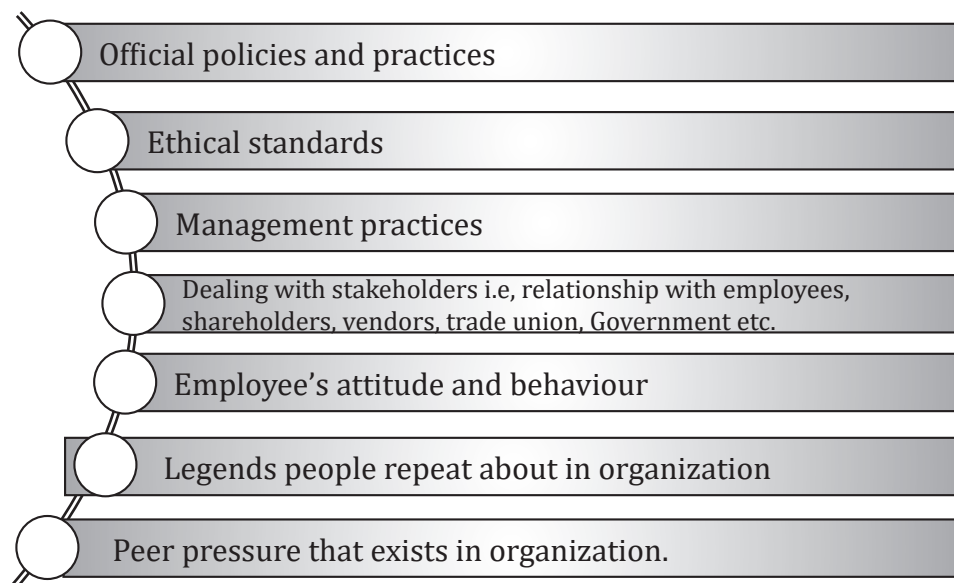 Official policies and practices
Ethical standards
Management practices
Dealing with stakeholders i.e, relationship with employees,
shareholders, vendors, trade union, Government etc.
Employee’s attitude and behaviour
Legends people repeat about in organization
Peer pressure that exists in organization.